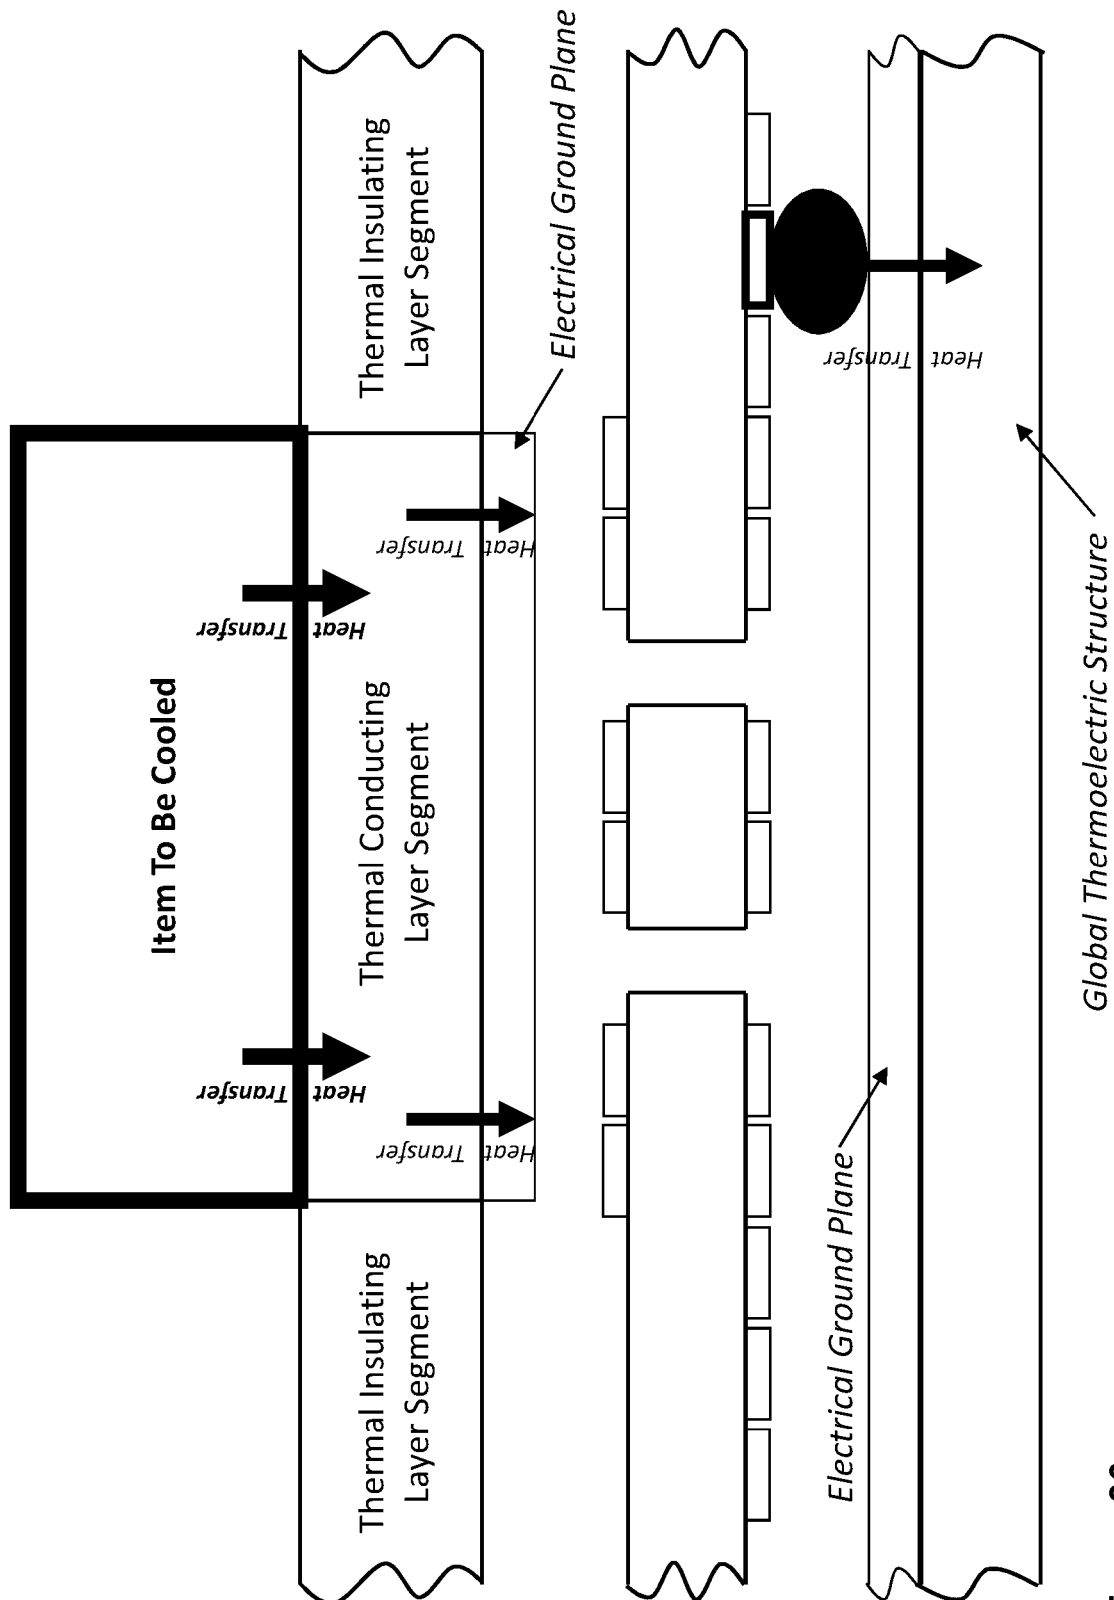 Item To Be Cooled
Heat Transfer
Heat Transfer
Thermal Insulating
Layer Segment
Thermal Conducting
Layer Segment
Thermal Insulating
Layer Segment
Heat Transfer
Heat Transfer
Electrical Ground Plane
Heat Transfer
Electrical Ground Plane
Global Thermoelectric Structure